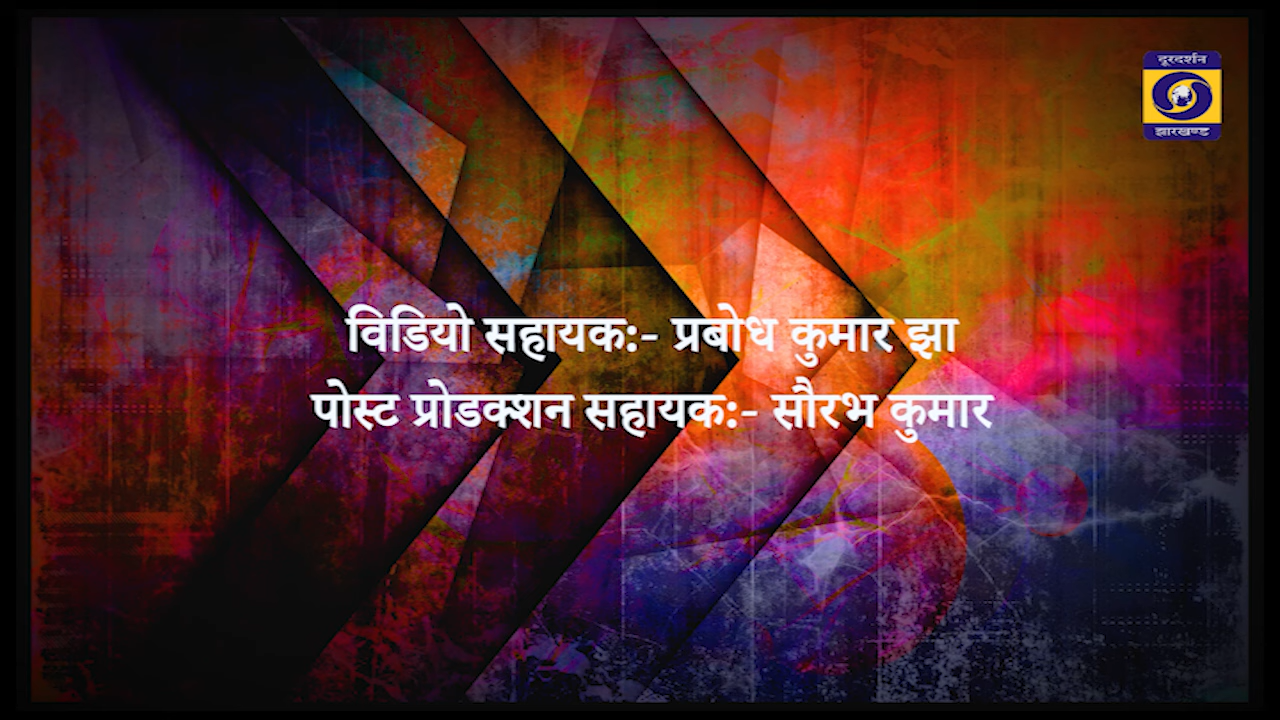 दूरदर्शन
झारखण्ड
विडियो सहायक:- प्रबोध कुमार झा
पोस्ट प्रोडक्शन सहायक:- सौरभ कुमार